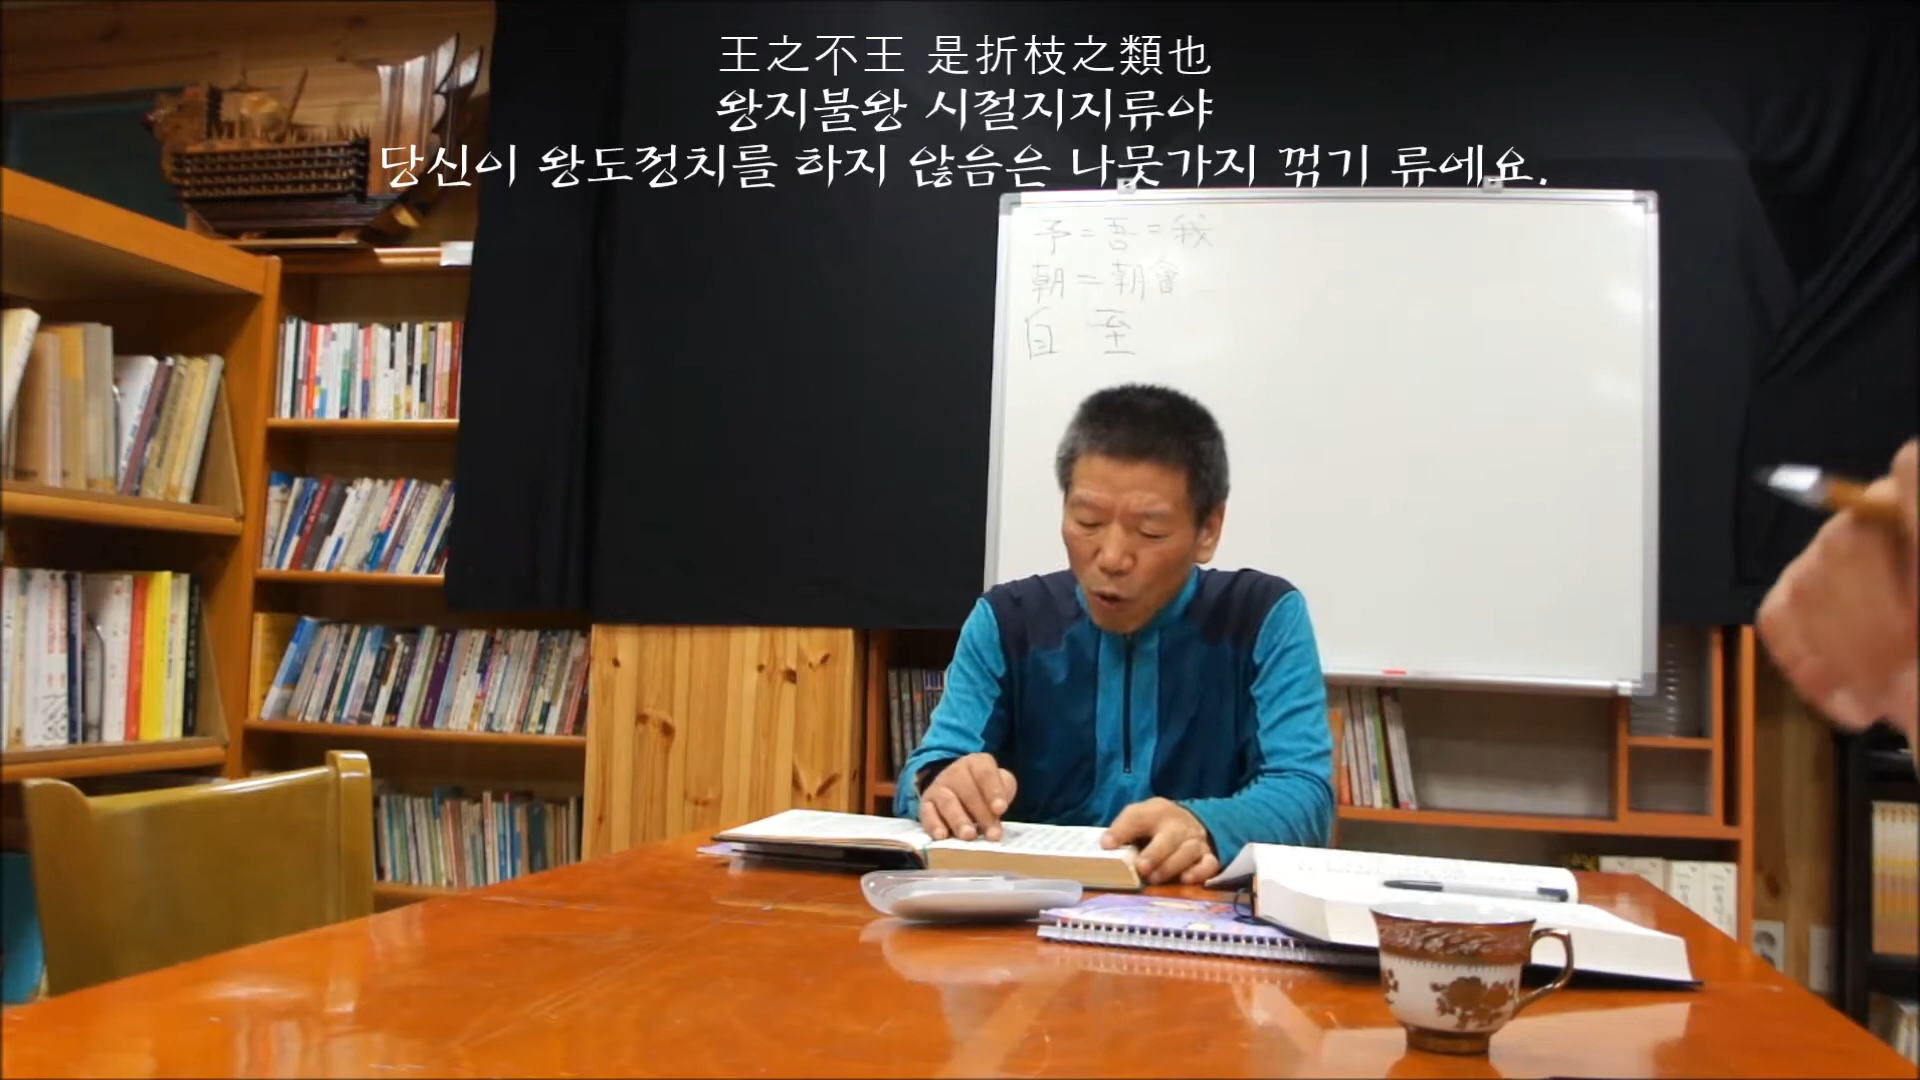 王之不王 是折枝之類也
왕지불왕 시절지지류야
당신이 왕도정치를 하지 않음은 나뭇가지 꺾기 류에요.
予=吾=我
朝=朝會
自 至